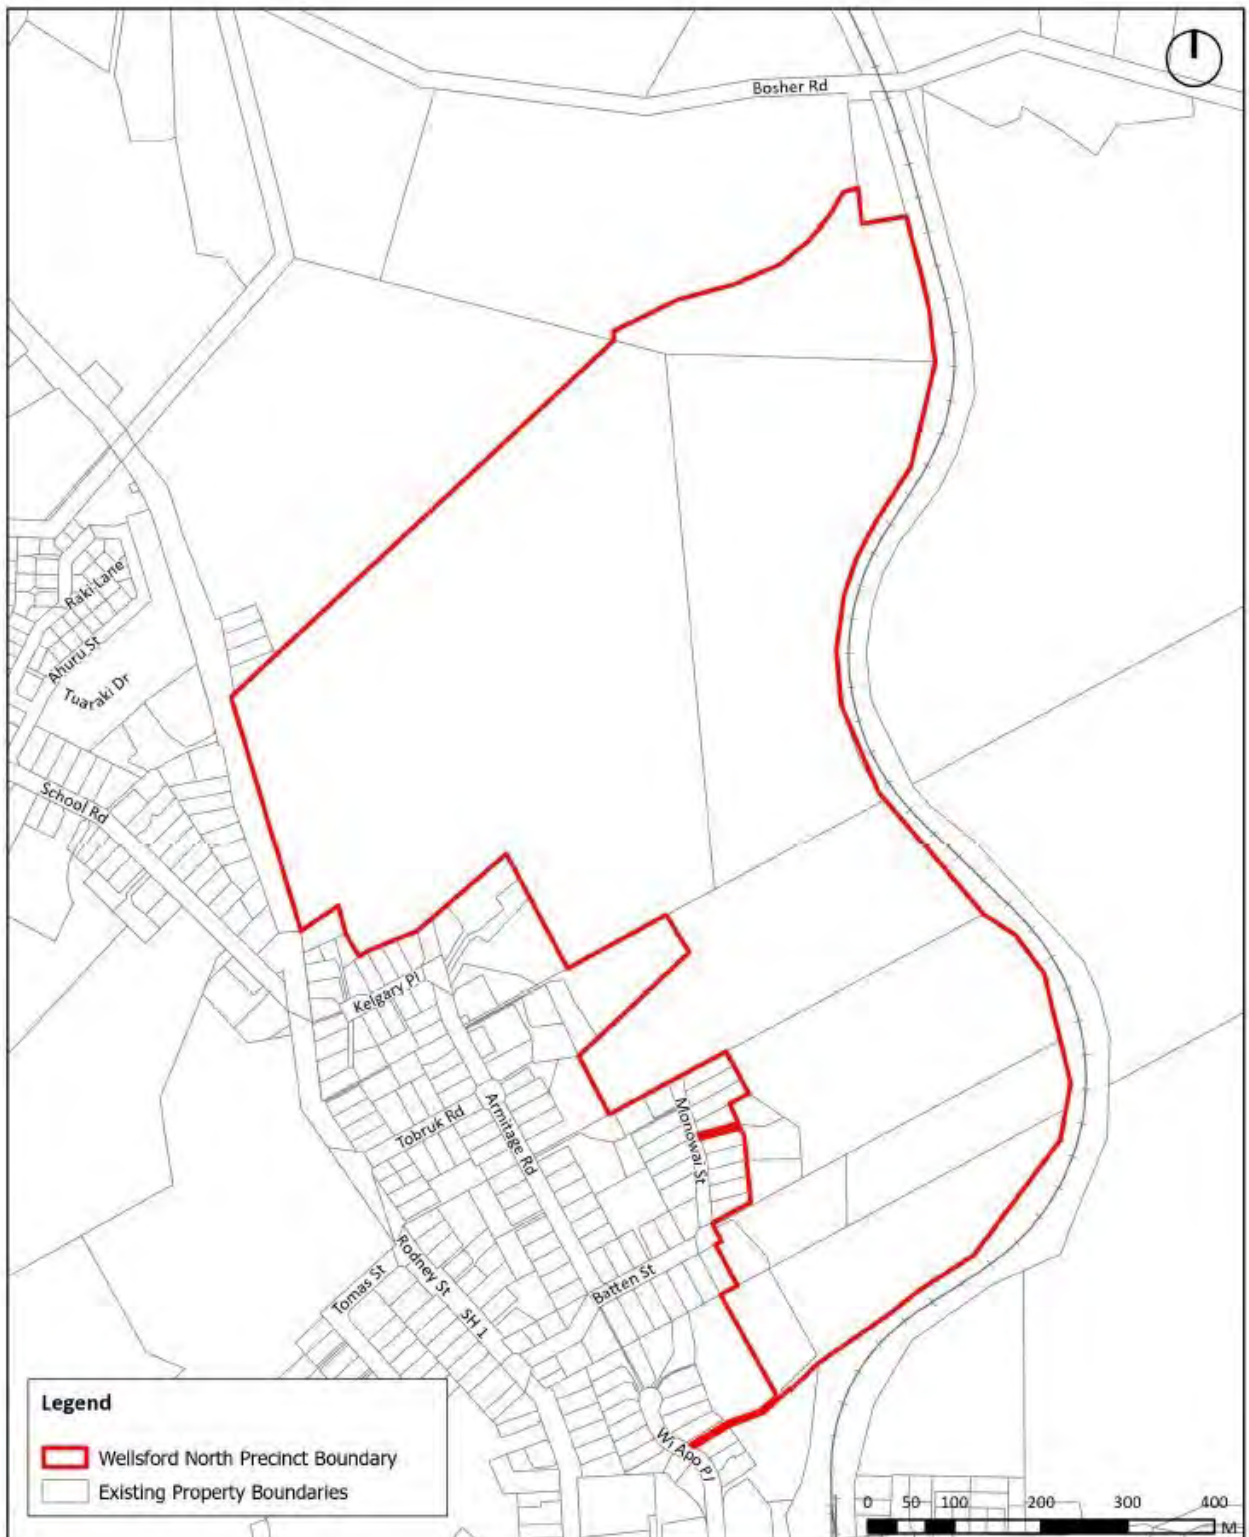 Bosher Rd
Raki Lane
Ahuru St
Tuaraki Dr
School Rd
Kelgary Pl
Tobruk Rd
Armitage Rd
Monowai St
Rodney St
SH 1
Tomas St
Batten St
Wi Apo Pl
Legend
Wellsford North Precinct Boundary
Existing Property Boundaries
0 50 100 200 300 400
M